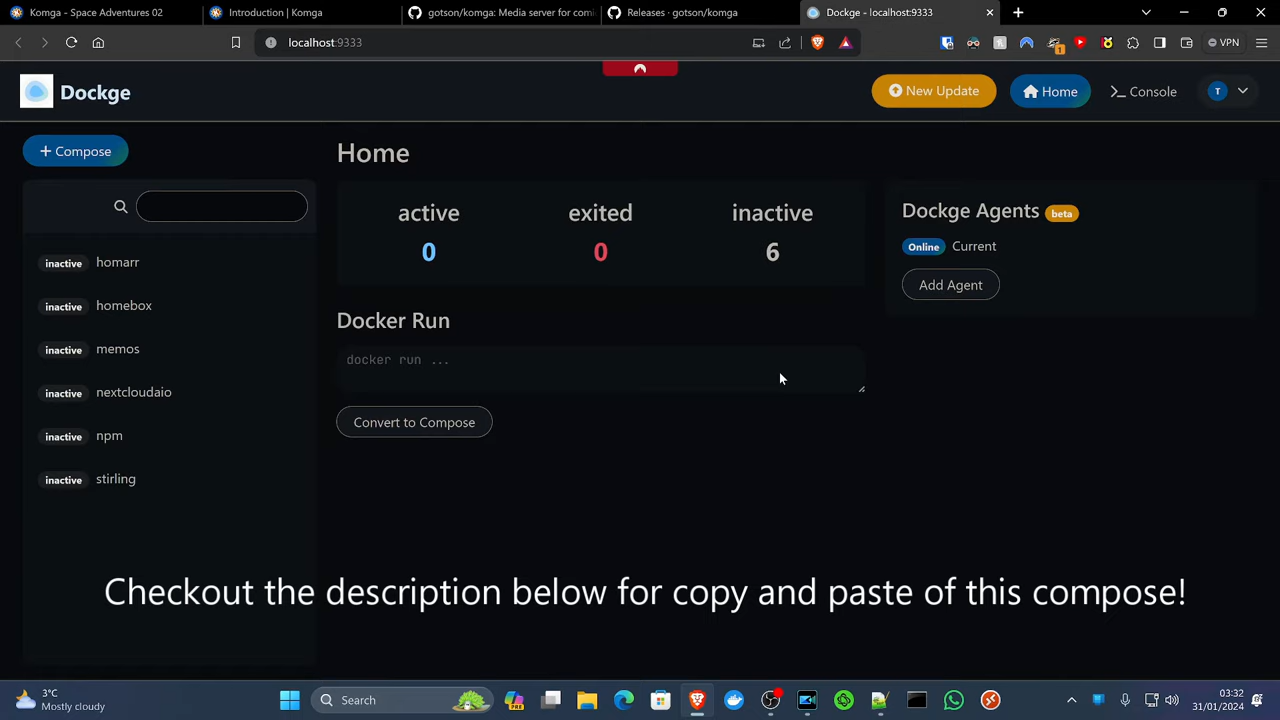 Komga - Space Adventures 02
Introduction | Komga
gotson/komga: Media server for comi
Releases · gotson/komga
Dockge - localhost:9333
localhost:9333
1
VPN
Dockge
New Update
Home
Console
T
Compose
Home
active
exited
inactive
0
0
6
Dockge Agents beta
Online Current
Add Agent
inactive homarr
inactive homebox
inactive memos
inactive nextcloudaio
inactive npm
inactive stirling
Docker Run
docker run ...
Convert to Compose
Checkout the description below for copy and paste of this compose!
3°C
Mostly cloudy
Search
03:32
31/01/2024